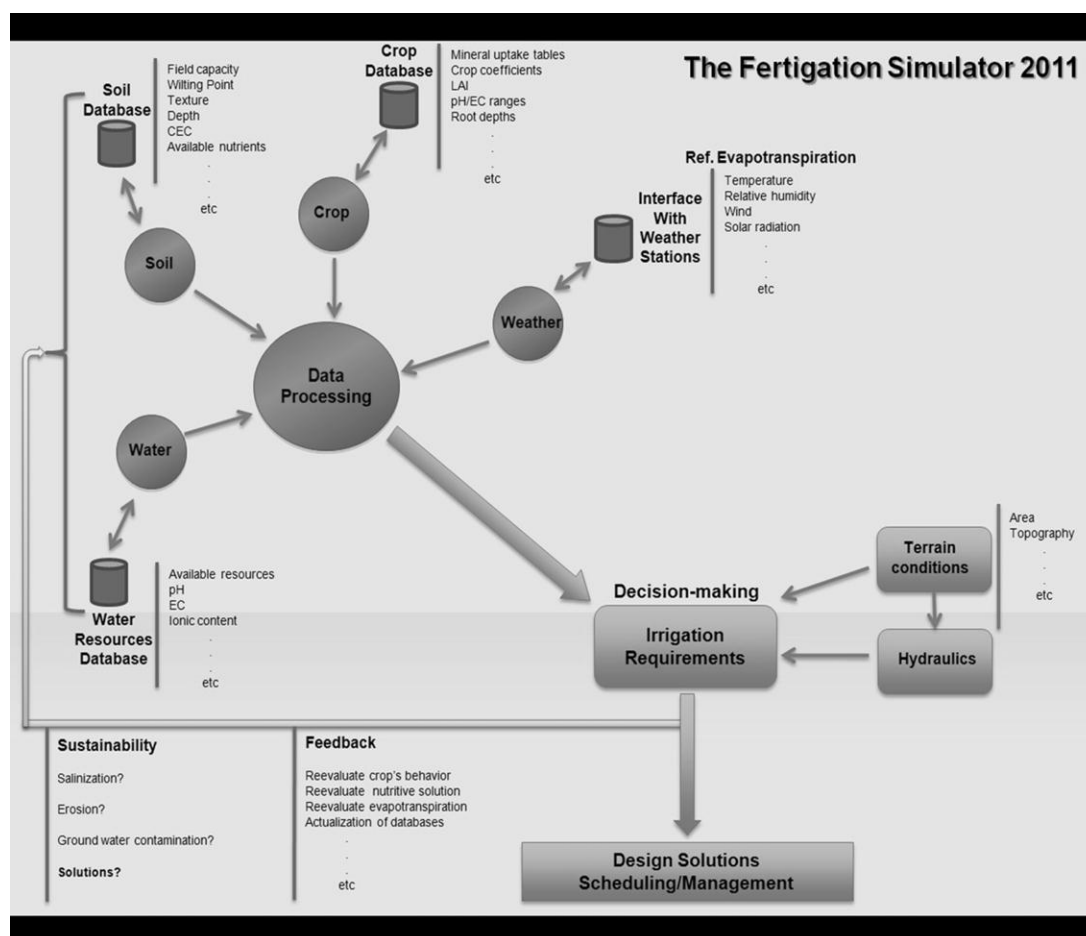 The Fertigation Simulator 2011
Soil
Database
Field capacity
Wilting Point
Texture
Depth
CEC
Available nutrients
.
.
.
etc
Crop
Database
Mineral uptake tables
Crop coefficients
LAI
pH/EC ranges
Root depths
.
.
.
etc
Ref. Evapotranspiration
Interface
With
Weather
Stations
Temperature
Relative humidity
Wind
Solar radiation
.
.
.
etc
Soil
Crop
Weather
Data
Processing
Water
Water
Resources
Database
Available resources
pH
EC
Ionic content
.
.
.
etc
Decision-making
Irrigation
Requirements
Terrain
conditions
Area
Topography
.
.
.
etc
Hydraulics
Sustainability
Salinization?
Erosion?
Ground water contamination?
Solutions?
Feedback
Reevaluate crop's behavior
Reevaluate nutritive solution
Reevaluate evapotranspiration
Actualization of databases
.
.
.
etc
Design Solutions
Scheduling/Management